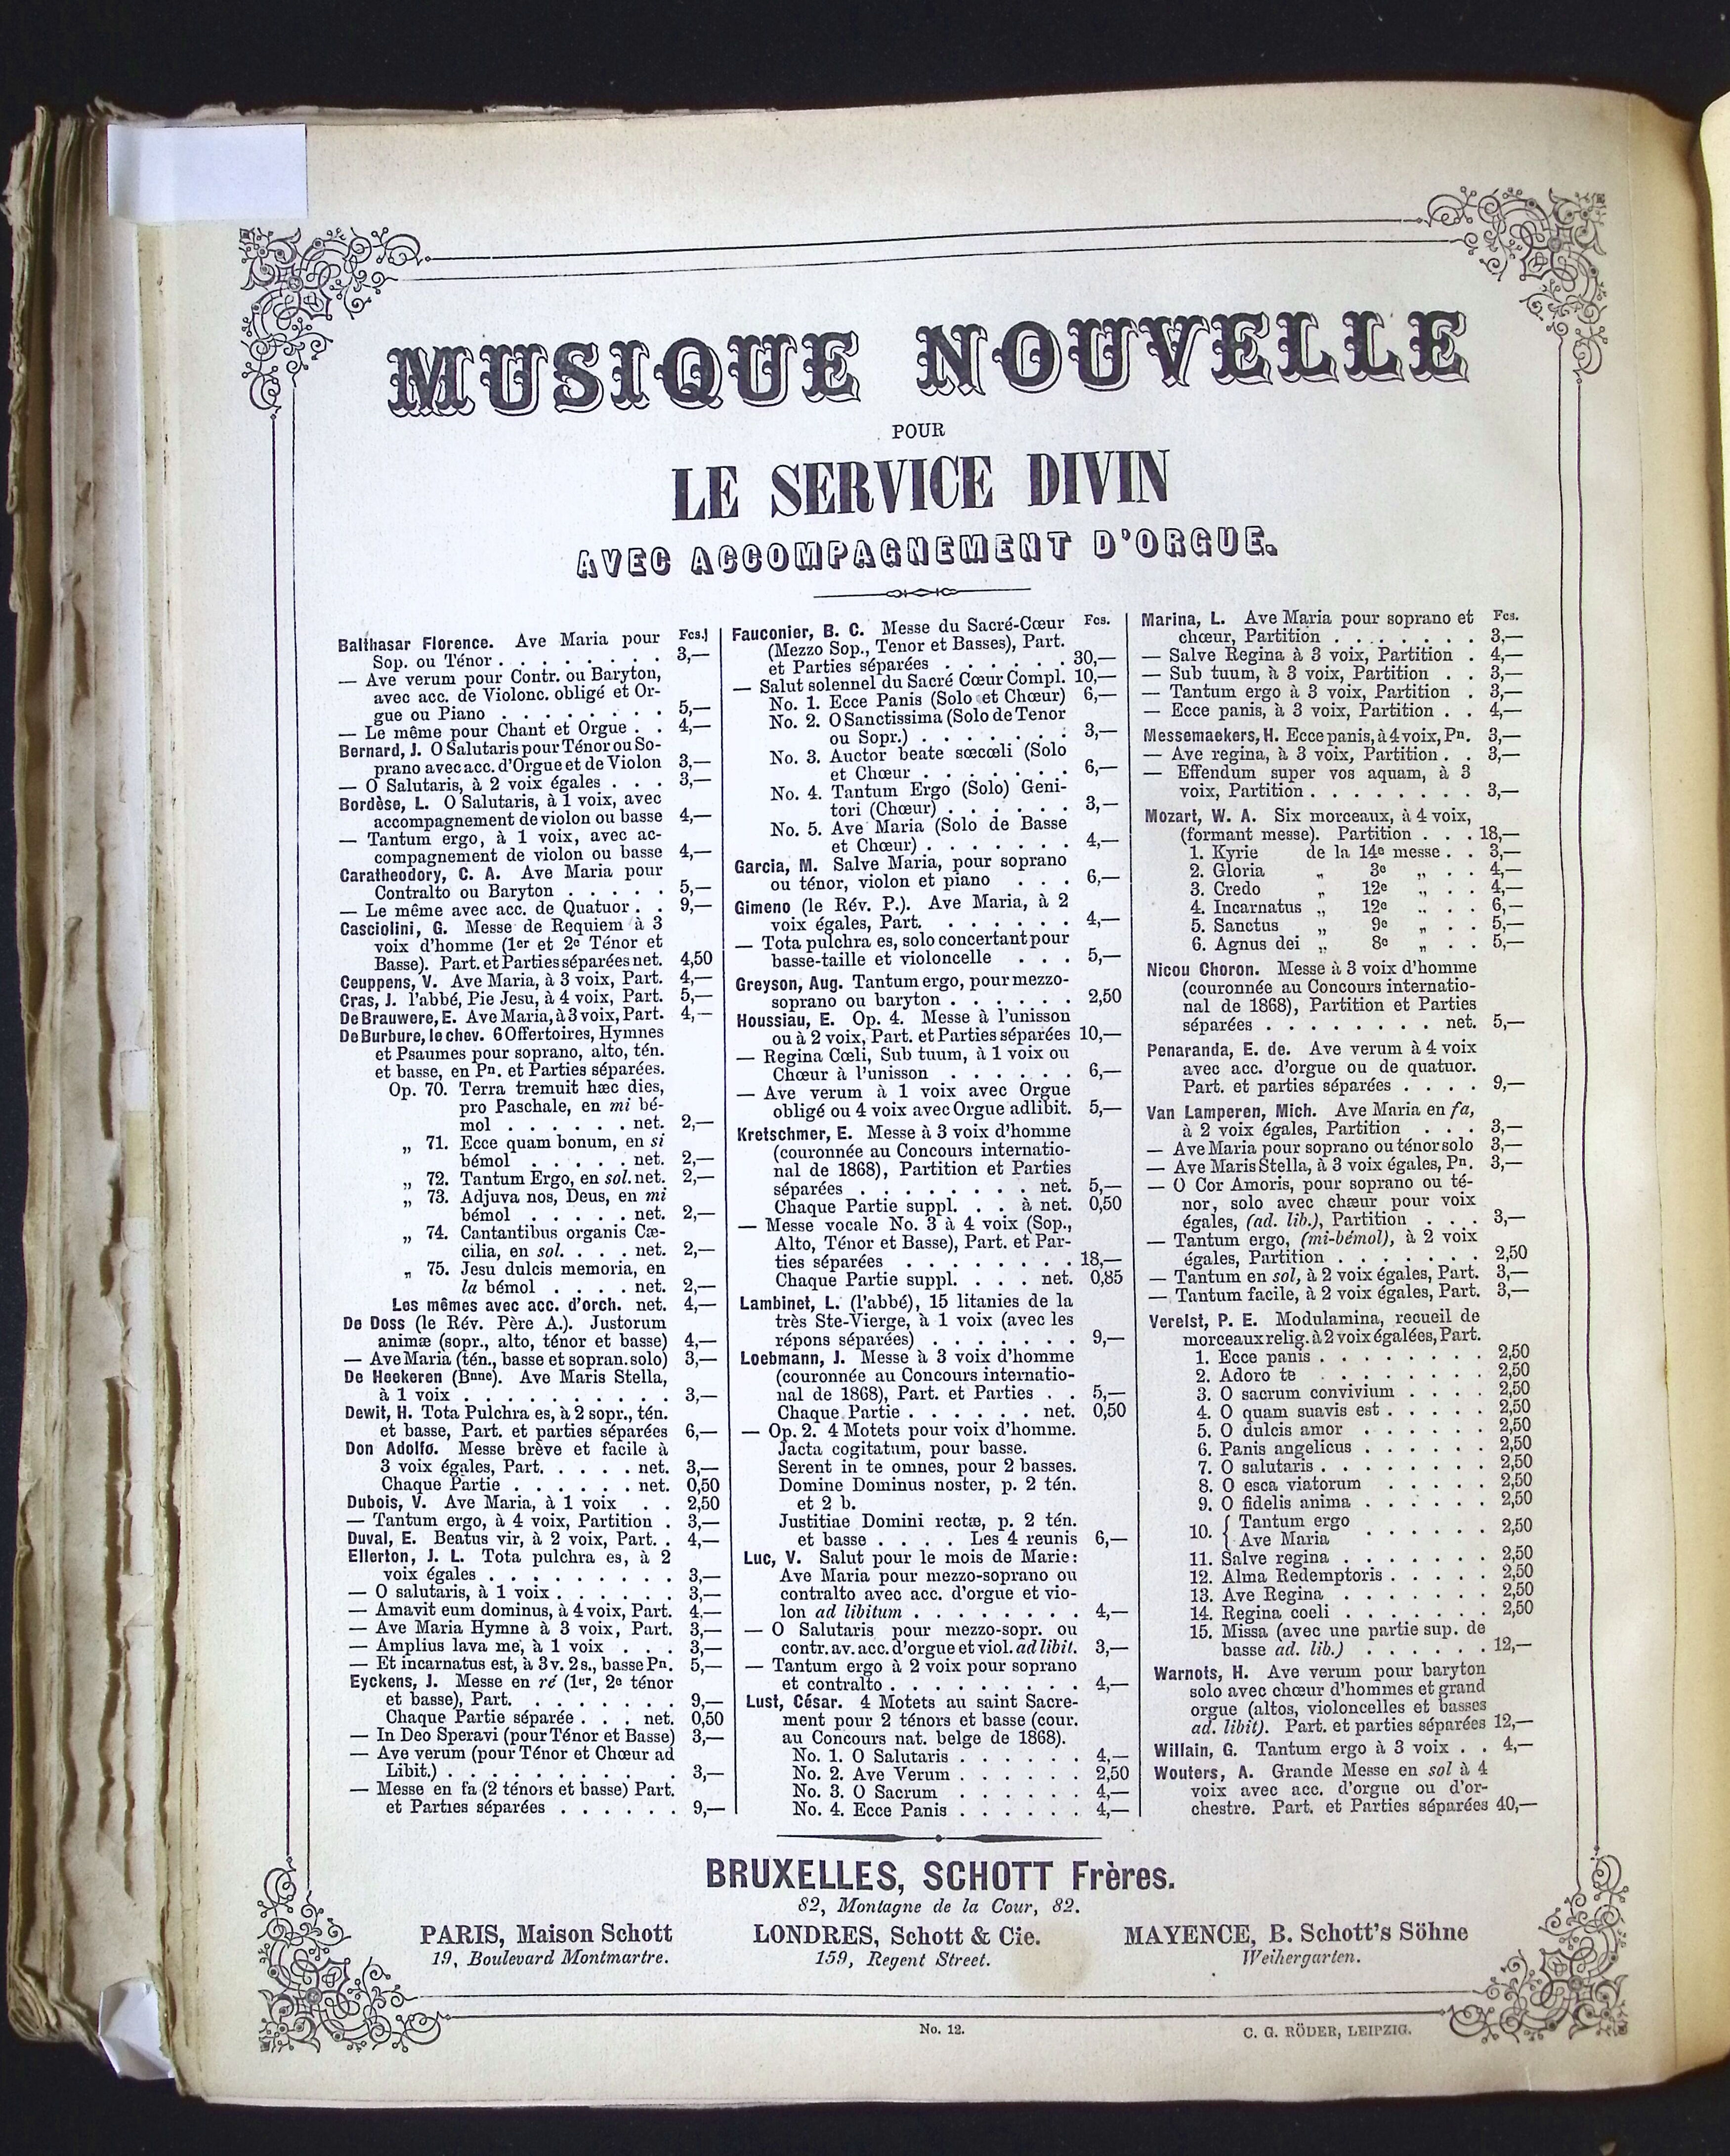 MUSIQUE NOUVELLE
POUR
LE SERVICE DIVIN
AVEC ACCOMPAGNEMENT D'ORGUE.
Fcs.
Balthasar Florence. Ave Maria pour
Sop. ou Ténor . . . . . . . . 3,—
— Ave verum pour Contr. ou Baryton,
avec acc. de Violonc. obligé et Or-
gue ou Piano . . . . . . . . 5,—
— Le même pour Chant et Orgue . . 4,—
Bernard, J. O Salutaris pour Ténor ou So-
prano avec acc. d'Orgue et de Violon 3,—
— O Salutaris, à 2 voix égales . . . 3,—
Bordèse, L. O Salutaris, à 1 voix, avec
accompagnement de violon ou basse 4,—
— Tantum ergo, à 1 voix, avec ac-
compagnement de violon ou basse 4,—
Caratheodory, C. A. Ave Maria pour
Contralto ou Baryton . . . . . 5,—
— Le même avec acc. de Quatuor . . 9,—
Casciolini, G. Messe de Requiem à 3
voix d'homme (1er et 2e Ténor et
Basse). Part. et Parties séparées net. 4,50
Ceuppens, V. Ave Maria, à 3 voix, Part. 4,—
Cras, J. l'abbé, Pie Jesu, à 4 voix, Part. 5,—
De Brauwere, E. Ave Maria, à 3 voix, Part. 4,—
De Burbure, le chev. 6 Offertoires, Hymnes
et Psaumes pour soprano, alto, tén.
et basse, en Pn. et Parties séparées.
Op. 70. Terra tremuit hæc dies,
pro Paschale, en mi bé-
mol . . . . . . net. 2,—
„ 71. Ecce quam bonum, en si
bémol . . . . . net. 2,—
„ 72. Tantum Ergo, en sol. net. 2,—
„ 73. Adjuva nos, Deus, en mi
bémol . . . . . net. 2,—
„ 74. Cantantibus organis Cæ-
cilia, en sol. . . . net. 2,—
„ 75. Jesu dulcis memoria, en
la bémol . . . . net. 2,—
Les mêmes avec acc. d'orch. net. 4,—
De Doss (le Rév. Père A.). Justorum
animæ (sopr., alto, ténor et basse) 4,—
— Ave Maria (tén., basse et sopran. solo) 3,—
De Heekeren (Bnne). Ave Maris Stella,
à 1 voix . . . . . . . . . . 3,—
Dewit, H. Tota Pulchra es, à 2 sopr., tén.
et basse, Part. et parties séparées 6,—
Don Adolfo. Messe brève et facile à
3 voix égales, Part. . . . . net. 3,—
Chaque Partie . . . . . . net. 0,50
Dubois, V. Ave Maria, à 1 voix . . 2,50
— Tantum ergo, à 4 voix, Partition . 3,—
Duval, E. Beatus vir, à 2 voix, Part. . 4,—
Ellerton, J. L. Tota pulchra es, à 2
voix égales . . . . . . . . . 3,—
— O salutaris, à 1 voix . . . . . . 3,—
— Amavit eum dominus, à 4 voix, Part. 4,—
— Ave Maria Hymne à 3 voix, Part. 3,—
— Amplius lava me, à 1 voix . . . 3,—
— Et incarnatus est, à 3 v. 2 s., basse Pn. 5,—
Eyckens, J. Messe en ré (1er, 2e ténor
et basse), Part. . . . . . . . 9,—
Chaque Partie séparée . . . net. 0,50
— In Deo Speravi (pour Ténor et Basse) 3,—
— Ave verum (pour Ténor et Chœur ad
Libit.) . . . . . . . . . . . 3,—
— Messe en fa (2 ténors et basse) Part.
et Parties séparées . . . . . . 9,—
Fcs.
Fauconier, B. C. Messe du Sacré-Cœur
(Mezzo Sop., Tenor et Basses), Part.
et Parties séparées . . . . . . 30,—
— Salut solennel du Sacré Cœur Compl. 10,—
No. 1. Ecce Panis (Solo et Chœur) 6,—
No. 2. O Sanctissima (Solo de Tenor
ou Sopr.) . . . . . . . . 3,—
No. 3. Auctor beate sœcœli (Solo
et Chœur . . . . . . . 6,—
No. 4. Tantum Ergo (Solo) Geni-
tori (Chœur) . . . . . . 3,—
No. 5. Ave Maria (Solo de Basse
et Chœur) . . . . . . . 4,—
Garcia, M. Salve Maria, pour soprano
ou ténor, violon et piano . . . 6,—
Gimeno (le Rév. P.). Ave Maria, à 2
voix égales, Part. . . . . . . 4,—
— Tota pulchra es, solo concertant pour
basse-taille et violoncelle . . . 5,—
Greyson, Aug. Tantum ergo, pour mezzo-
soprano ou baryton . . . . . . 2,50
Houssiau, E. Op. 4. Messe à l'unisson
ou à 2 voix, Part. et Parties séparées 10,—
— Regina Cœli, Sub tuum, à 1 voix ou
Chœur à l'unisson . . . . . . 6,—
— Ave verum à 1 voix avec Orgue
obligé ou 4 voix avec Orgue adlibit. 5,—
Kretschmer, E. Messe à 3 voix d'homme
(couronnée au Concours internatio-
nal de 1868), Partition et Parties
séparées . . . . . . . . net. 5,—
Chaque Partie suppl. . . à net. 0,50
— Messe vocale No. 3 à 4 voix (Sop.,
Alto, Ténor et Basse), Part. et Par-
ties séparées . . . . . . . . 18,—
Chaque Partie suppl. . . . net. 0,85
Lambinet, L. (l'abbé), 15 litanies de la
très Ste-Vierge, à 1 voix (avec les
répons séparées) . . . . . . . 9,—
Loebmann, J. Messe à 3 voix d'homme
(couronnée au Concours internatio-
nal de 1868), Part. et Parties . . 5,—
Chaque Partie . . . . . . net. 0,50
— Op. 2. 4 Motets pour voix d'homme.
Jacta cogitatum, pour basse.
Serent in te omnes, pour 2 basses.
Domine Dominus noster, p. 2 tén.
et 2 b.
Justitiae Domini rectæ, p. 2 tén.
et basse . . . . Les 4 reunis 6,—
Luc, V. Salut pour le mois de Marie:
Ave Maria pour mezzo-soprano ou
contralto avec acc. d'orgue et vio-
lon ad libitum . . . . . . . . 4,—
— O Salutaris pour mezzo-sopr. ou
contr. av. acc. d'orgue et viol. ad libit. 3,—
— Tantum ergo à 2 voix pour soprano
et contralto . . . . . . . . . 4,—
Lust, César. 4 Motets au saint Sacre-
ment pour 2 ténors et basse (cour.
au Concours nat. belge de 1868).
No. 1. O Salutaris . . . . . . 4,—
No. 2. Ave Verum . . . . . . 2,50
No. 3. O Sacrum . . . . . . 4,—
No. 4. Ecce Panis . . . . . . 4,—
Fcs.
Marina, L. Ave Maria pour soprano et
chœur, Partition . . . . . . . 3,—
— Salve Regina à 3 voix, Partition . 4,—
— Sub tuum, à 3 voix, Partition . . 3,—
— Tantum ergo à 3 voix, Partition . 3,—
— Ecce panis, à 3 voix, Partition . . 4,—
Messemaekers, H. Ecce panis, à 4 voix, Pn. 3,—
— Ave regina, à 3 voix, Partition . . 3,—
— Effendum super vos aquam, à 3
voix, Partition . . . . . . . . 3,—
Mozart, W. A. Six morceaux, à 4 voix,
(formant messe). Partition . . . 18,—
1. Kyrie de la 14e messe . . 3,—
2. Gloria „ 3e „ . . 4,—
3. Credo „ 12e „ . . 4,—
4. Incarnatus „ 12e „ . . 6,—
5. Sanctus „ 9e „ . . 5,—
6. Agnus dei „ 8e „ . . 5,—
Nicou Choron. Messe à 3 voix d'homme
(couronnée au Concours internatio-
nal de 1868), Partition et Parties
séparées . . . . . . . . net. 5,—
Penaranda, E. de. Ave verum à 4 voix
avec acc. d'orgue ou de quatuor.
Part. et parties séparées . . . . 9,—
Van Lamperen, Mich. Ave Maria en fa,
à 2 voix égales, Partition . . . 3,—
— Ave Maria pour soprano ou ténor solo 3,—
— Ave Maris Stella, à 3 voix égales, Pn. 3,—
— O Cor Amoris, pour soprano ou té-
nor, solo avec chæur pour voix
égales, (ad. lib.), Partition . . . 3,—
— Tantum ergo, (mi-bémol), à 2 voix
égales, Partition . . . . . . . 2,50
— Tantum en sol, à 2 voix égales, Part. 3,—
— Tantum facile, à 2 voix égales, Part. 3,—
Verelst, P. E. Modulamina, recueil de
morceaux relig. à 2 voix égalées, Part.
1. Ecce panis . . . . . . . . 2,50
2. Adoro te . . . . . . . . 2,50
3. O sacrum convivium . . . . 2,50
4. O quam suavis est . . . . . 2,50
5. O dulcis amor . . . . . . 2,50
6. Panis angelicus . . . . . . 2,50
7. O salutaris . . . . . . . . 2,50
8. O esca viatorum . . . . . 2,50
9. O fidelis anima . . . . . . 2,50
10. { Tantum ergo
Ave Maria . . . . . . 2,50
11. Salve regina . . . . . . . 2,50
12. Alma Redemptoris . . . . . 2,50
13. Ave Regina . . . . . . . 2,50
14. Regina coeli . . . . . . . 2,50
15. Missa (avec une partie sup. de
basse ad. lib.) . . . . . . 12,—
Warnots, H. Ave verum pour baryton
solo avec chœur d'hommes et grand
orgue (altos, violoncelles et basses
ad. libit). Part. et parties séparées 12,—
Willain, G. Tantum ergo à 3 voix . . 4,—
Wouters, A. Grande Messe en sol à 4
voix avec acc. d'orgue ou d'or-
chestre. Part. et Parties séparées 40,—
BRUXELLES, SCHOTT Frères.
82, Montagne de la Cour, 82.
PARIS, Maison Schott
19, Boulevard Montmartre.
LONDRES, Schott & Cie.
159, Regent Street.
MAYENCE, B. Schott's Söhne
Weihergarten.
No. 12.
C. G. RÖDER, LEIPZIG.